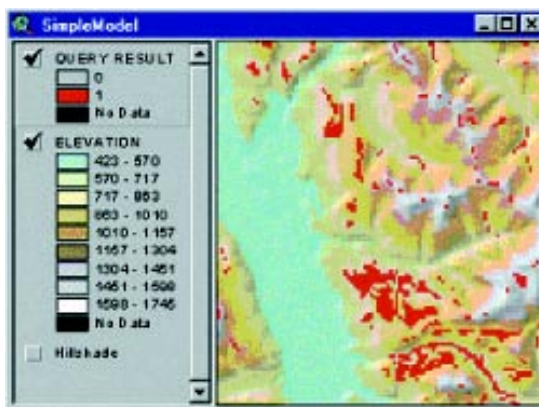 SimpleModel
QUERY RESULT
0
1
No Data
ELEVATION
423 - 570
570 - 717
717 - 863
863 - 1010
1010 - 1157
1157 - 1304
1304 - 1451
1451 - 1598
1598 - 1745
No Data
Hillshade